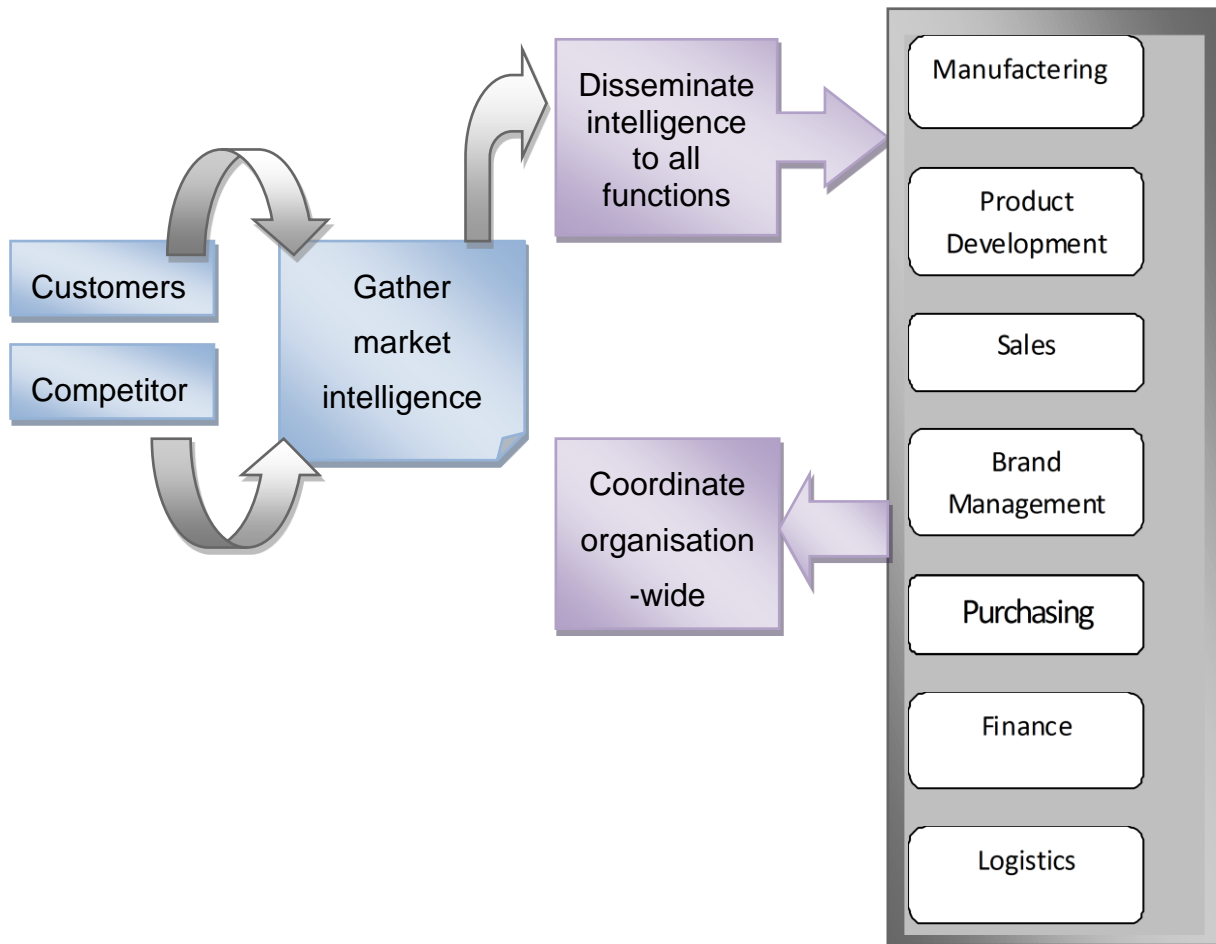 Customers
Competitor
Gather
market
intelligence
Disseminate
intelligence
to all
functions
Coordinate
organisation
-wide
Manufactering
Product
Development
Sales
Brand
Management
Purchasing
Finance
Logistics